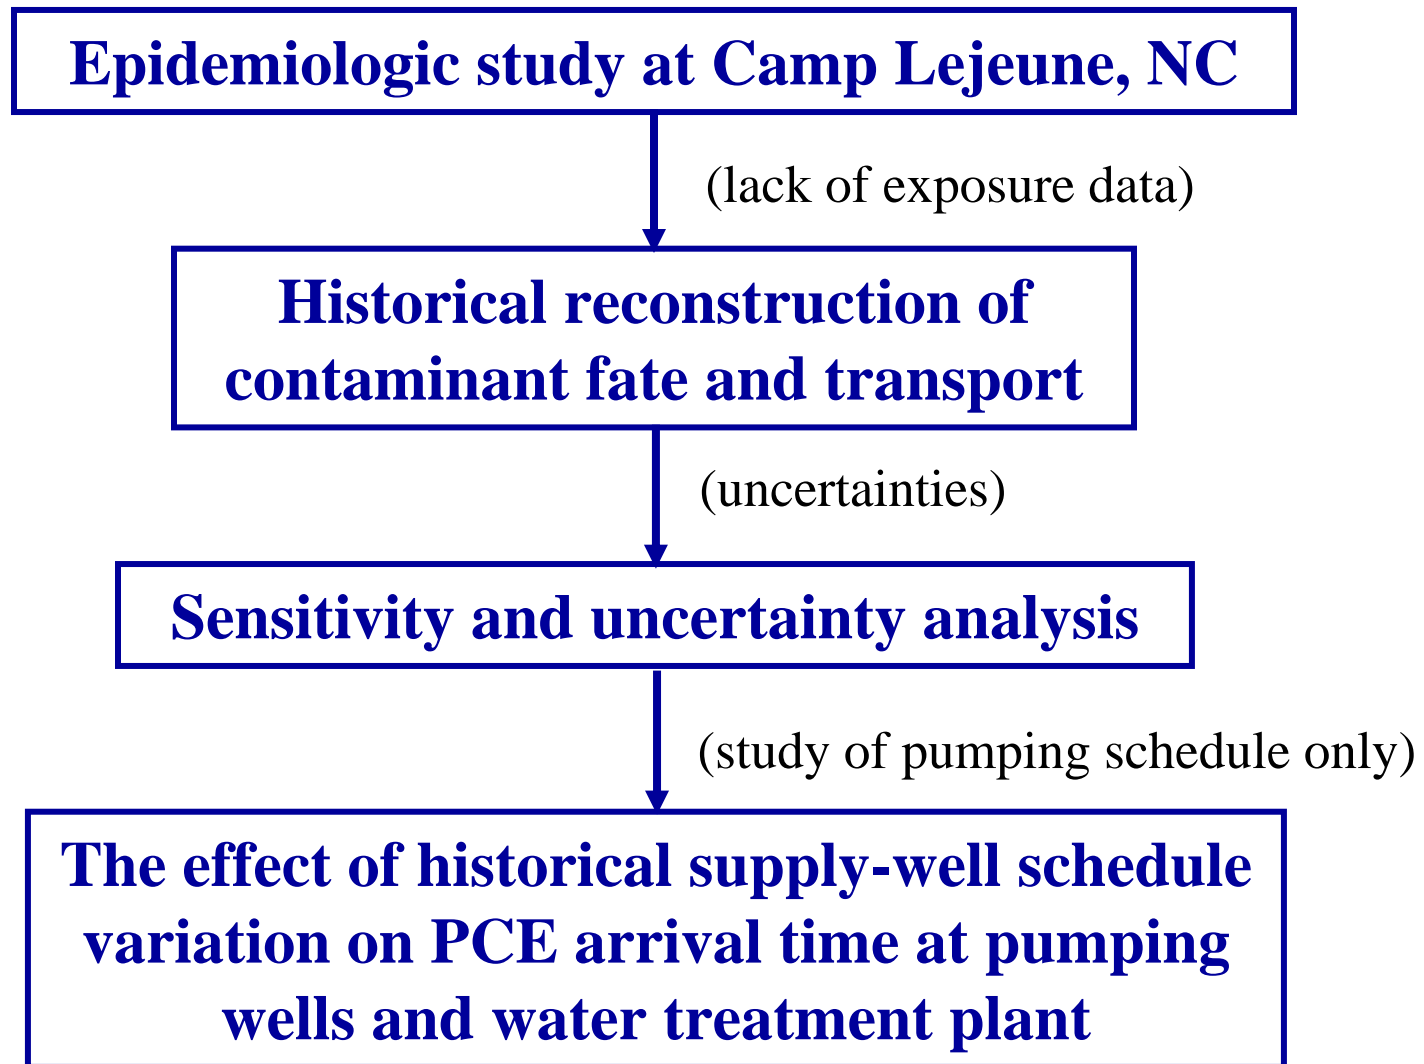 Epidemiologic study at Camp Lejeune, NC
(lack of exposure data)
Historical reconstruction of
contaminant fate and transport
(uncertainties)
Sensitivity and uncertainty analysis
(study of pumping schedule only)
The effect of historical supply-well schedule
variation on PCE arrival time at pumping
wells and water treatment plant